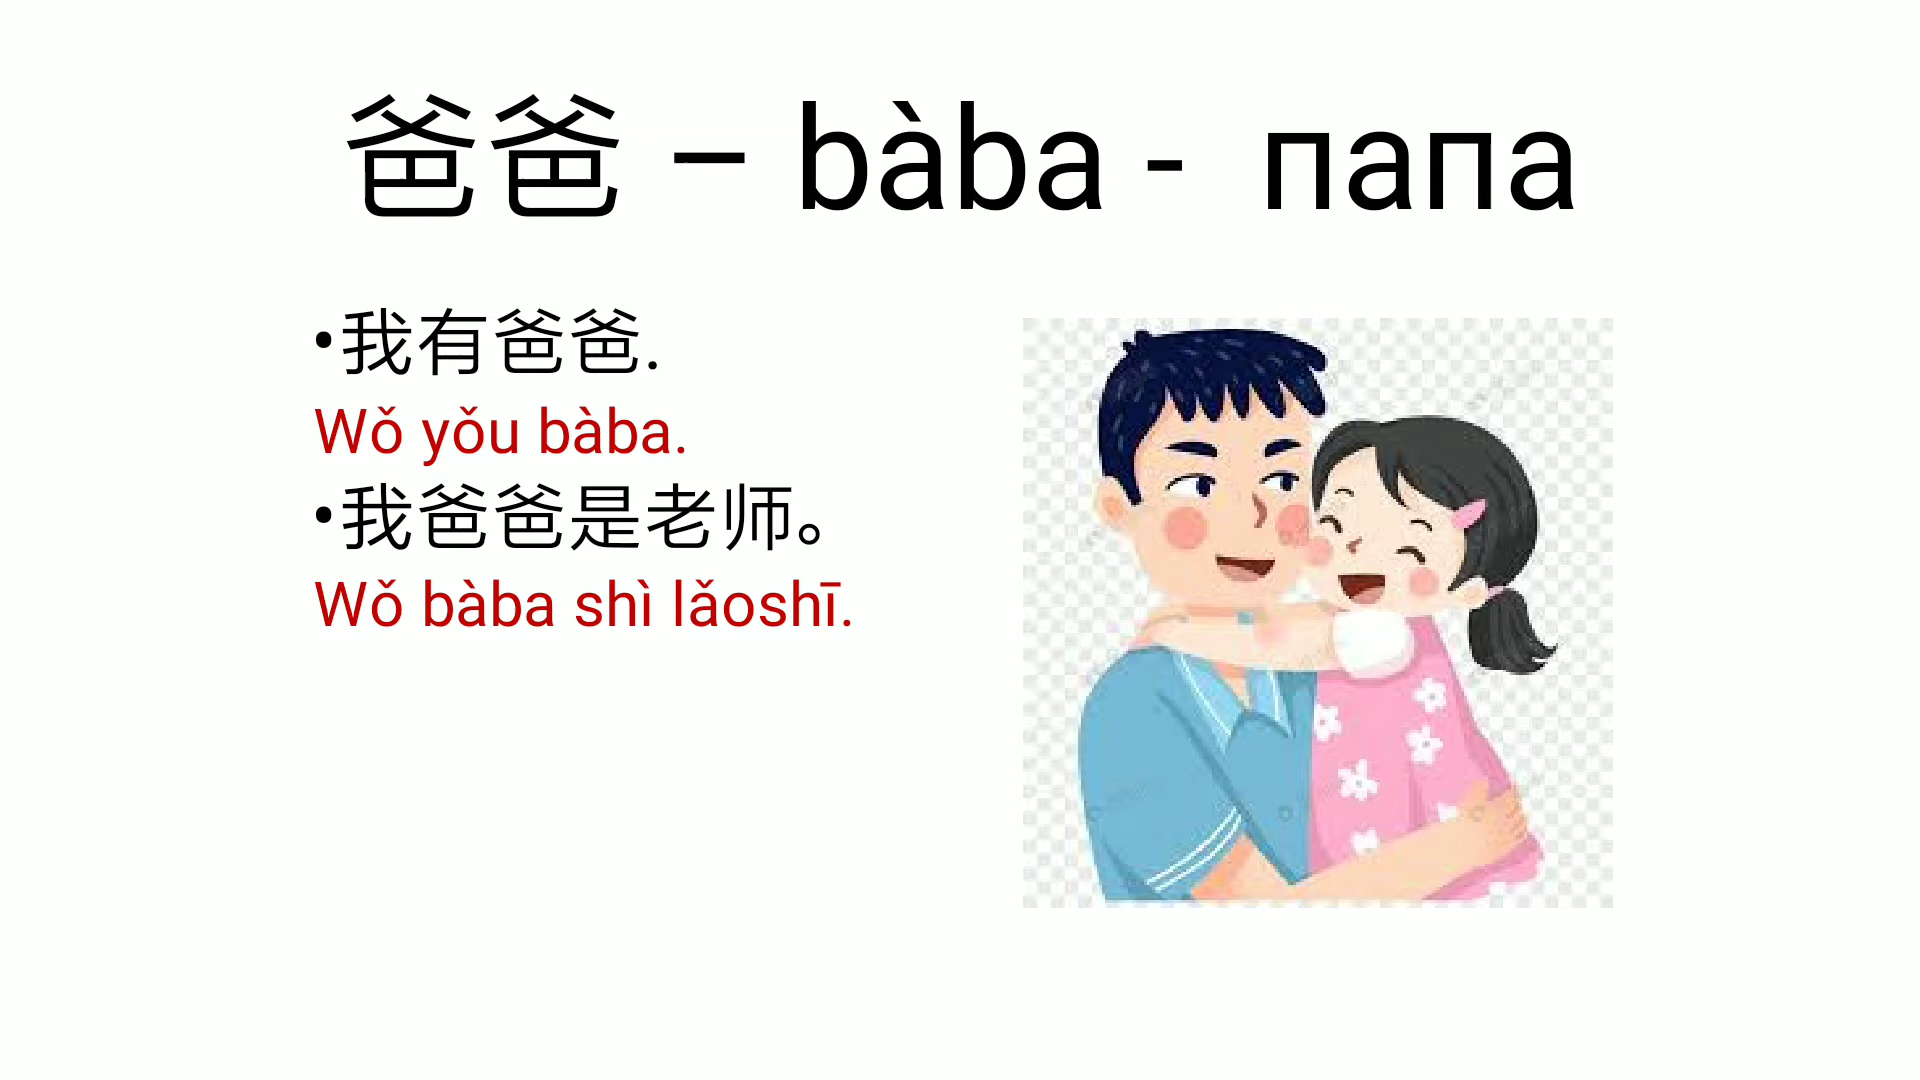 爸爸 – bàba - папа
•我有爸爸.
Wǒ yǒu bàba.
•我爸爸是老师。
Wǒ bàba shì lǎoshī.